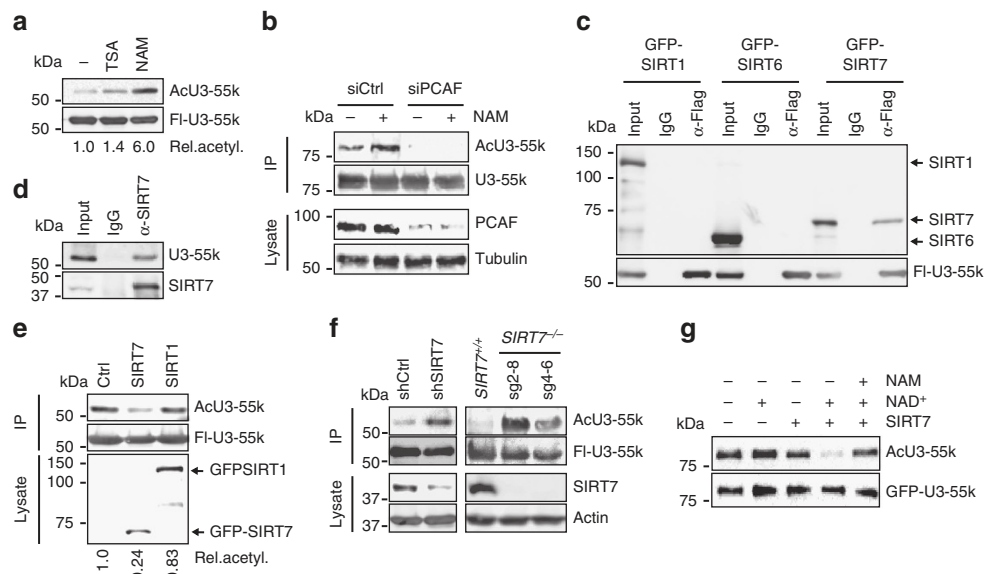 a
kDa
–
TSA
NAM
50
AcU3-55k
50
Fl-U3-55k
1.0 1.4 6.0 Rel.acetyl.
b
siCtrl siPCAF
kDa
– + – + NAM
IP
75
AcU3-55k
75
U3-55k
Lysate
100
PCAF
50
Tubulin
c
GFP-SIRT1
GFP-SIRT6
GFP-SIRT7
kDa
Input
IgG
α-Flag
Input
IgG
α-Flag
Input
IgG
α-Flag
150
SIRT1
100
75
SIRT7
SIRT6
50
Fl-U3-55k
d
kDa
Input
IgG
α-SIRT7
50
U3-55k
50
37
SIRT7
e
kDa
Ctrl
SIRT7
SIRT1
IP
50
AcU3-55k
50
Fl-U3-55k
Lysate
150
GFPSIRT1
100
75
GFP-SIRT7
1.0
0.24
0.83
Rel.acetyl.
f
kDa
shCtrl
shSIRT7
SIRT7+/+
SIRT7–/–
sg2-8
sg4-6
IP
50
AcU3-55k
50
Fl-U3-55k
Lysate
37
SIRT7
37
Actin
g
– – – – + NAM
– + – + + NAD+
– – + + + SIRT7
kDa
75
AcU3-55k
75
GFP-U3-55k